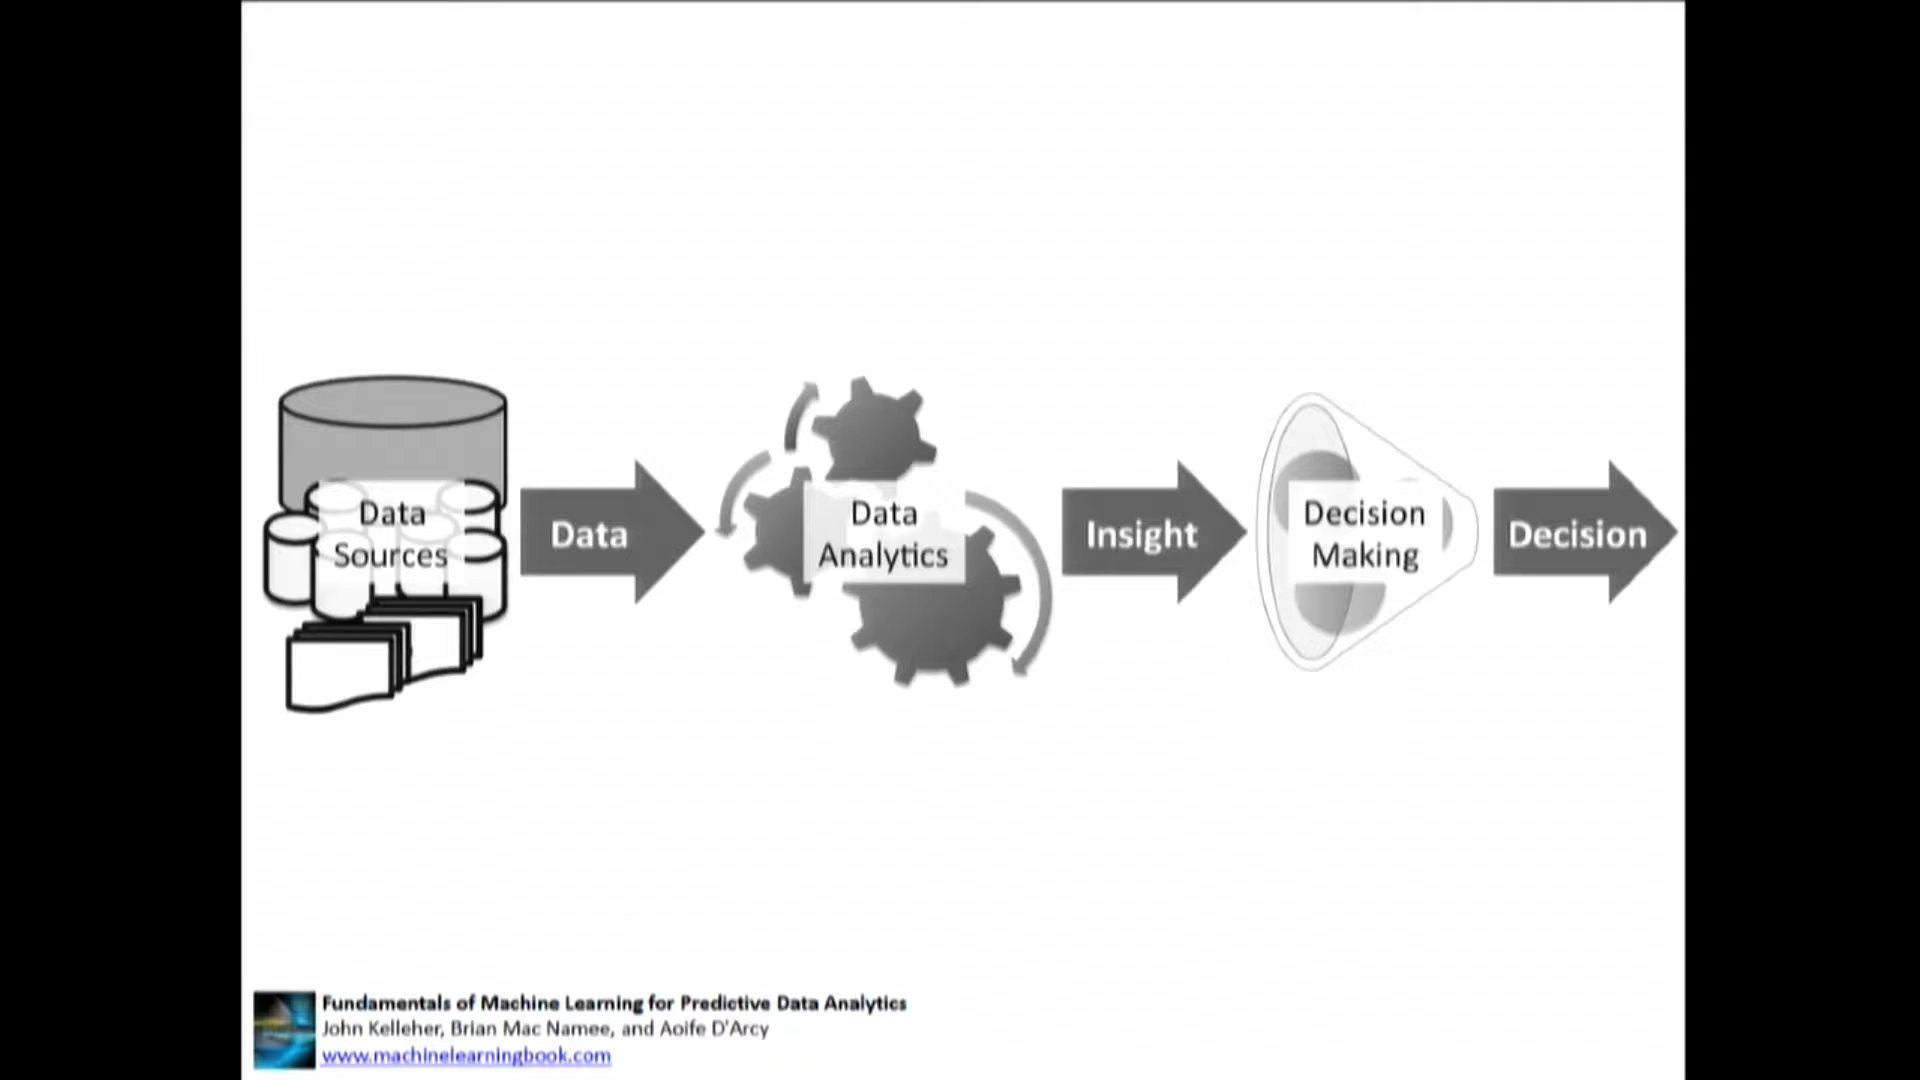 Data
Sources
Data
Data
Analytics
Insight
Decision
Making
Decision
Fundamentals of Machine Learning for Predictive Data Analytics
John Kelleher, Brian Mac Namee, and Aoife D'Arcy
www.machinelearningbook.com